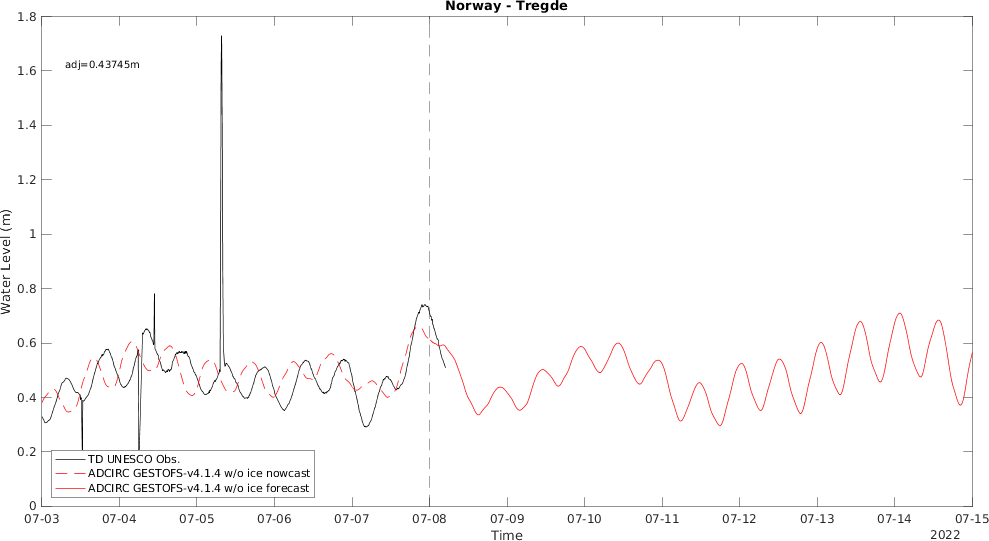 Norway - Tregde
1.8
1.6
1.4
1.2
1
0.8
0.6
0.4
0.2
0
Water Level (m)
adj=0.43745m
TD UNESCO Obs.
ADCIRC GESTOFS-v4.1.4 w/o ice nowcast
ADCIRC GESTOFS-v4.1.4 w/o ice forecast
07-03 07-04 07-05 07-06 07-07 07-08 07-09 07-10 07-11 07-12 07-13 07-14 07-15
Time
2022